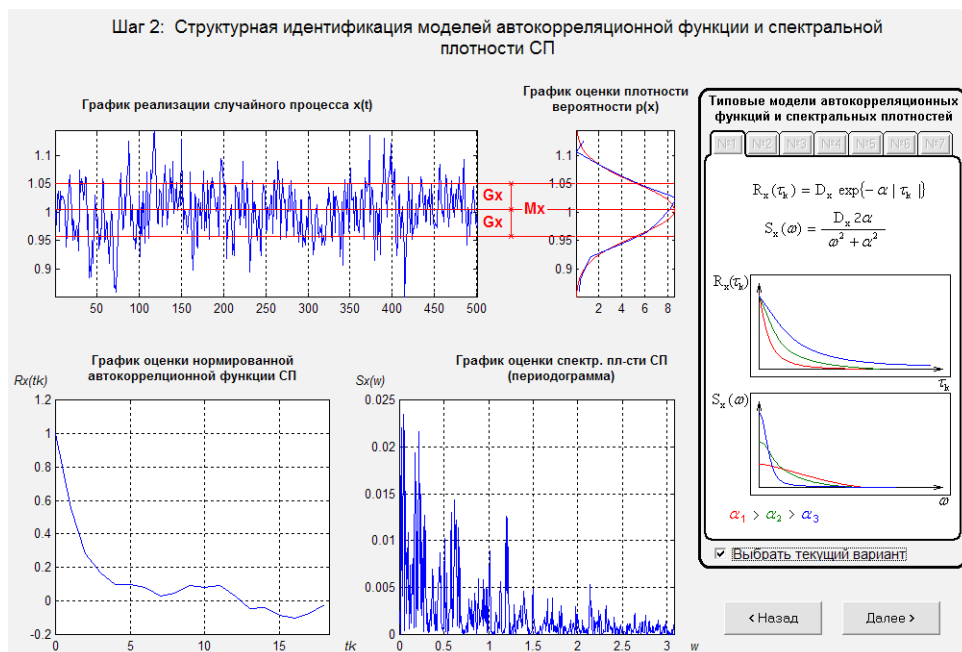 Шаг 2: Структурная идентификация моделей автокорреляционной функции и спектральной
плотности СП
График реализации случайного процесса x(t)
1.1
1.05
1
0.95
0.9
50 100 150 200 250 300 350 400 450 500
Gx
Mx
Gx
График оценки плотности
вероятности p(x)
1.1
1.05
1
0.95
0.9
2 4 6 8
График оценки нормированной
автокоррелционной функции СП
Rx(tk)
1.2
1
0.8
0.6
0.4
0.2
0
-0.2
0 5 10 15
tk
График оценки спектр. пл-сти СП
(периодограмма)
Sx(w)
0.025
0.02
0.015
0.01
0.005
0
0 0.5 1 1.5 2 2.5 3
w
Типовые модели автокорреляционных
функций и спектральных плотностей
№1 №2 №3 №4 №5 №6 №7
Rₓ(τₖ) = Dₓ exp{− α | τₖ |}
Sₓ(ω) = Dₓ 2α / ω² + α²
Rₓ(τₖ)
τₖ
Sₓ(ω)
ω
α₁ > α₂ > α₃
Выбрать текущий вариант
< Назад
Далее >